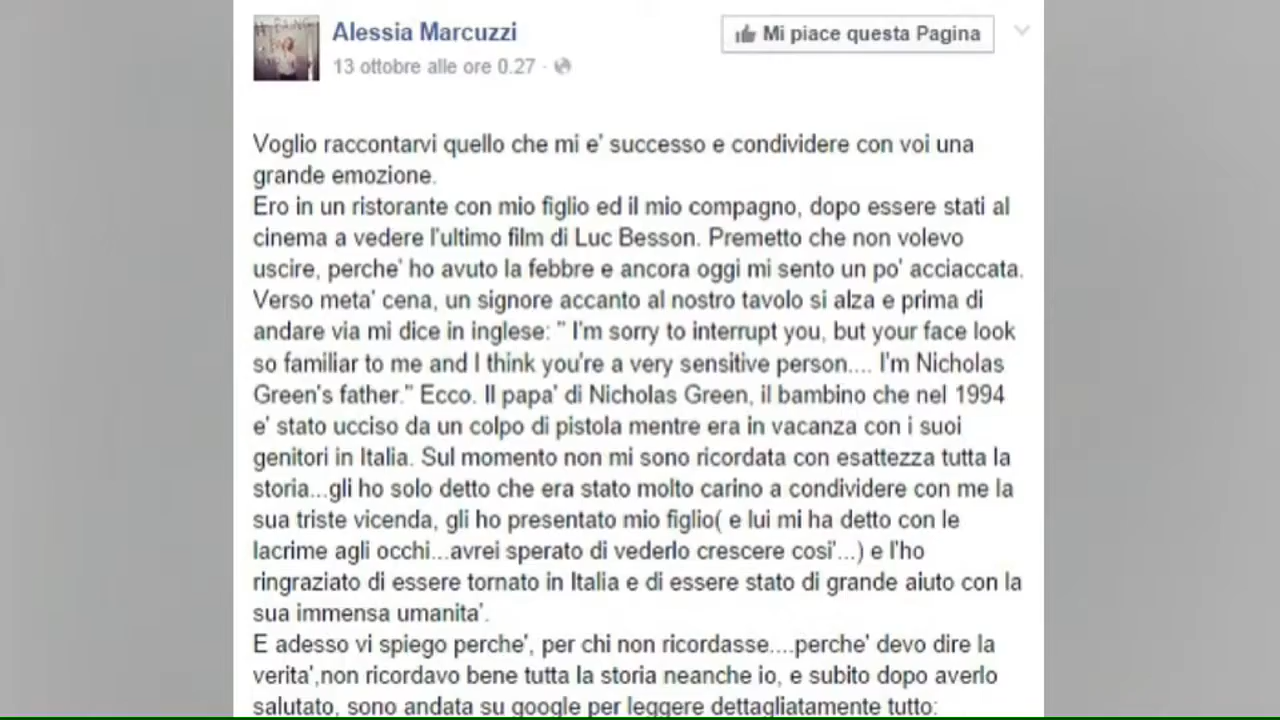 Alessia Marcuzzi
Mi piace questa Pagina
13 ottobre alle ore 0.27 ·
Voglio raccontarvi quello che mi e' successo e condividere con voi una
grande emozione.
Ero in un ristorante con mio figlio ed il mio compagno, dopo essere stati al
cinema a vedere l'ultimo film di Luc Besson. Premetto che non volevo
uscire, perche' ho avuto la febbre e ancora oggi mi sento un po' acciaccata.
Verso meta' cena, un signore accanto al nostro tavolo si alza e prima di
andare via mi dice in inglese: " I'm sorry to interrupt you, but your face look
so familiar to me and I think you're a very sensitive person.... I'm Nicholas
Green's father." Ecco. Il papa' di Nicholas Green, il bambino che nel 1994
e' stato ucciso da un colpo di pistola mentre era in vacanza con i suoi
genitori in Italia. Sul momento non mi sono ricordata con esattezza tutta la
storia...gli ho solo detto che era stato molto carino a condividere con me la
sua triste vicenda, gli ho presentato mio figlio( e lui mi ha detto con le
lacrime agli occhi...avrei sperato di vederlo crescere cosi'...) e l'ho
ringraziato di essere tornato in Italia e di essere stato di grande aiuto con la
sua immensa umanita'.
E adesso vi spiego perche', per chi non ricordasse....perche' devo dire la
verita',non ricordavo bene tutta la storia neanche io, e subito dopo averlo
salutato, sono andata su google per leggere dettagliatamente tutto: